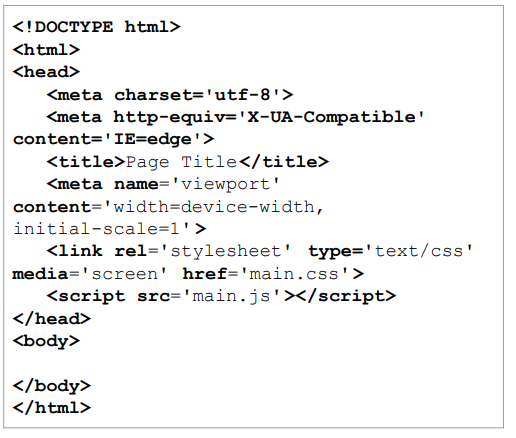 <!DOCTYPE html>
<html>
<head>
<meta charset='utf-8'>
<meta http-equiv='X-UA-Compatible'
content='IE=edge'>
<title>Page Title</title>
<meta name='viewport'
content='width=device-width,
initial-scale=1'>
<link rel='stylesheet' type='text/css'
media='screen' href='main.css'>
<script src='main.js'></script>
</head>
<body>
</body>
</html>